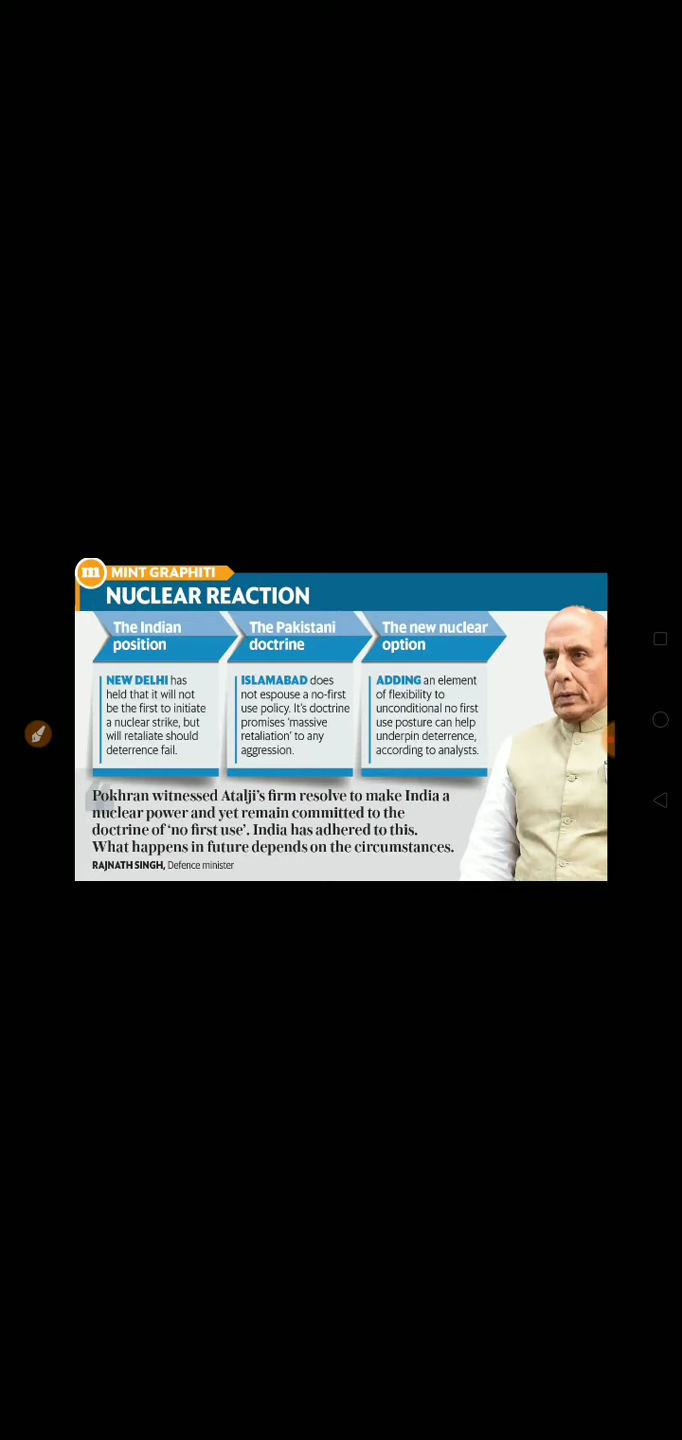 m MINT GRAPHITI
NUCLEAR REACTION
The Indian
position
NEW DELHI has
held that it will not
be the first to initiate
a nuclear strike, but
will retaliate should
deterrence fail.
The Pakistani
doctrine
ISLAMABAD does
not espouse a no-first
use policy. It's doctrine
promises 'massive
retaliation' to any
aggression.
The new nuclear
option
ADDING an element
of flexibility to
unconditional no first
use posture can help
underpin deterrence,
according to analysts.
Pokhran witnessed Atalji's firm resolve to make India a
nuclear power and yet remain committed to the
doctrine of 'no first use'. India has adhered to this.
What happens in future depends on the circumstances.
RAJNATH SINGH, Defence minister